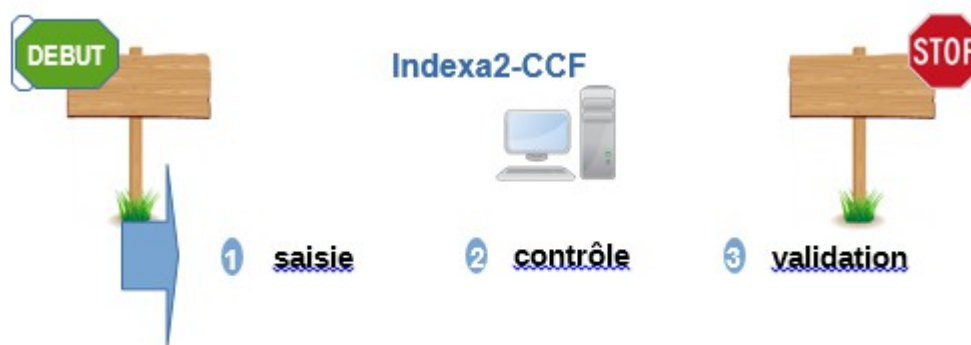 DEBUT
STOP
Indexa2-CCF
1 saisie 2 contrôle 3 validation